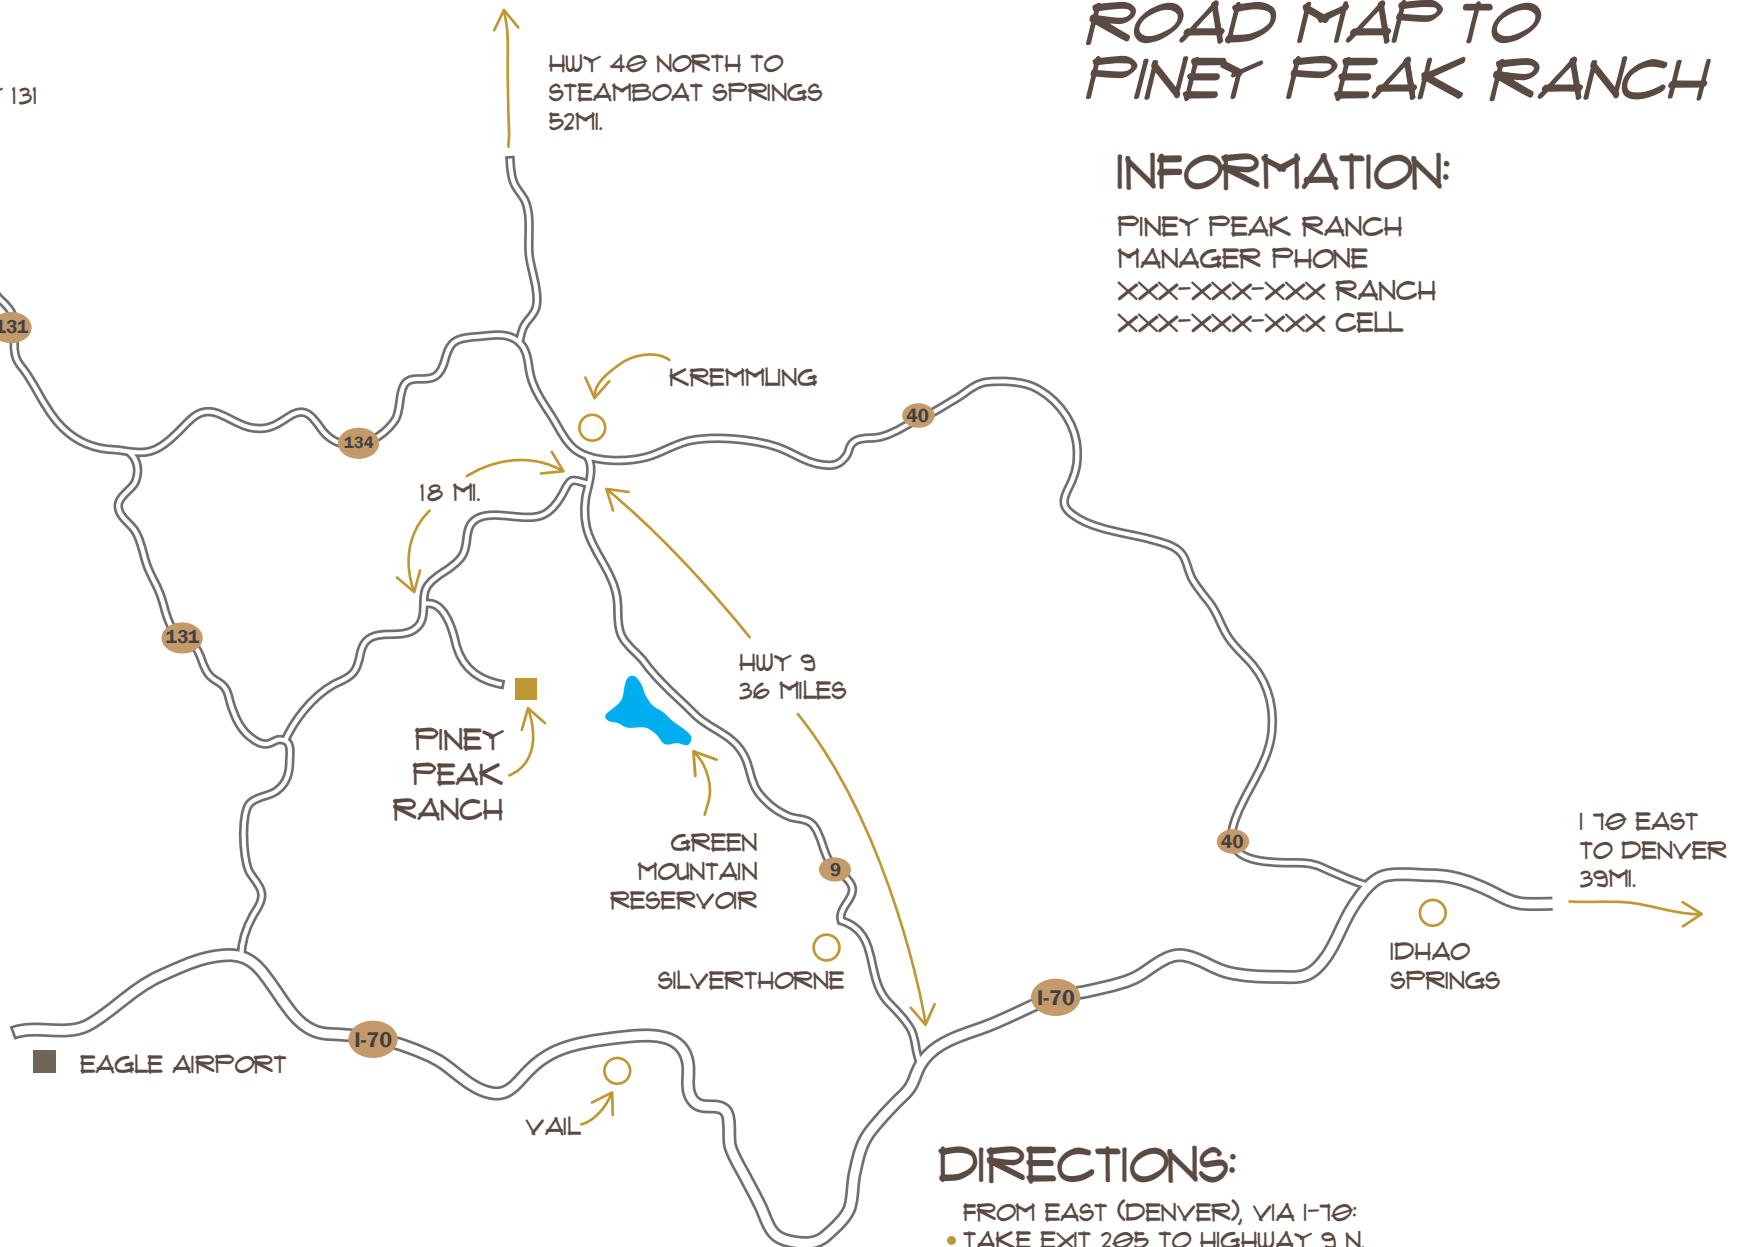 ROAD MAP TO
PINEY PEAK RANCH
HWY 40 NORTH TO
STEAMBOAT SPRINGS
52MI.
131
INFORMATION:
PINEY PEAK RANCH
MANAGER PHONE
XXX-XXX-XXX RANCH
XXX-XXX-XXX CELL
131
KREMMLING
40
134
18 MI.
131
HWY 9
36 MILES
PINEY
PEAK
RANCH
GREEN
MOUNTAIN
RESERVOIR
9
40
I 70 EAST
TO DENVER
39MI.
SILVERTHORNE
IDHAO
SPRINGS
I-70
I-70
EAGLE AIRPORT
VAIL
DIRECTIONS:
FROM EAST (DENVER), VIA I-70:
• TAKE EXIT 205 TO HIGHWAY 9 N.